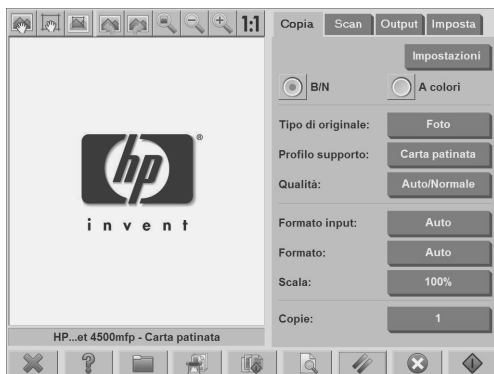 1:1
Copia Scan Output Imposta
Impostazioni
B/N A colori
Tipo di originale: Foto
Profilo supporto: Carta patinata
Qualità: Auto/Normale
Formato input: Auto
Formato: Auto
Scala: 100%
Copie: 1
hp ®
invent
HP...et 4500mfp - Carta patinata
?